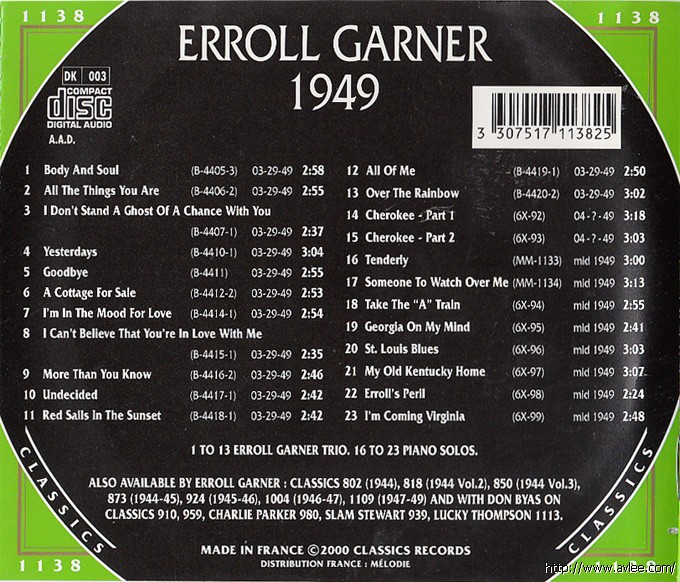 1138
1138
ERROLL GARNER
1949
DK 003
COMPACT
disc
DIGITAL AUDIO
A.A.D.
3 307517 113825
1 Body And Soul (B-4405-3) 03-29-49 2:58
2 All The Things You Are (B-4406-2) 03-29-49 2:55
3 I Don't Stand A Ghost Of A Chance With You
(B-4407-1) 03-29-49 2:37
4 Yesterdays (B-4410-1) 03-29-49 3:04
5 Goodbye (B-4411) 03-29-49 2:55
6 A Cottage For Sale (B-4412-2) 03-29-49 2:53
7 I'm In The Mood For Love (B-4414-1) 03-29-49 2:54
8 I Can't Believe That You're In Love With Me
(B-4415-1) 03-29-49 2:35
9 More Than You Know (B-4416-2) 03-29-49 2:46
10 Undecided (B-4417-1) 03-29-49 2:42
11 Red Sails In The Sunset (B-4418-1) 03-29-49 2:42
12 All Of Me (B-4419-1) 03-29-49 2:50
13 Over The Rainbow (B-4420-2) 03-29-49 3:02
14 Cherokee - Part 1 (6X-92) 04-?-49 3:18
15 Cherokee - Part 2 (6X-93) 04-?-49 3:03
16 Tenderly (MM-1133) mid 1949 3:00
17 Someone To Watch Over Me (MM-1134) mid 1949 3:13
18 Take The "A" Train (6X-94) mid 1949 2:55
19 Georgia On My Mind (6X-95) mid 1949 2:41
20 St. Louis Blues (6X-96) mid 1949 3:03
21 My Old Kentucky Home (6X-97) mid 1949 3:07
22 Erroll's Peril (6X-98) mid 1949 2:24
23 I'm Coming Virginia (6X-99) mid 1949 2:48
1 TO 13 ERROLL GARNER TRIO. 16 TO 23 PIANO SOLOS.
ALSO AVAILABLE BY ERROLL GARNER : CLASSICS 802 (1944), 818 (1944 Vol.2), 850 (1944 Vol.3),
873 (1944-45), 924 (1945-46), 1004 (1946-47), 1109 (1947-49) AND WITH DON BYAS ON
CLASSICS 910, 959, CHARLIE PARKER 980, SLAM STEWART 939, LUCKY THOMPSON 1113.
CLASSICS
CLASSICS
MADE IN FRANCE ©2000 CLASSICS RECORDS
DISTRIBUTION FRANCE : MÉLODIE
1138
1138
http://www.avlee.com/